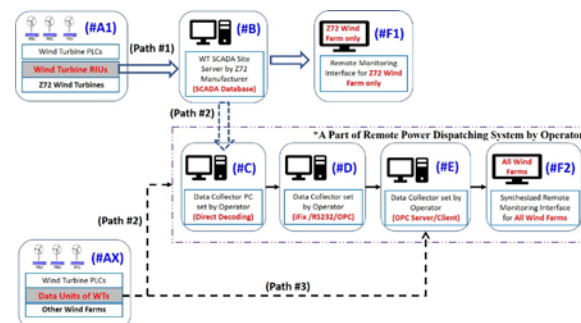 (#A1)
Wind Turbine PLCs
Wind Turbine RIUs
Z72 Wind Turbines
(Path #1)
(#B)
WT SCADA Site
Server by Z72
Manufacturer
(SCADA Database)
Z72 Wind
Farm only
(#F1)
Remote Monitoring
Interface for Z72 Wind
Farm only
(Path #2)
"A Part of Remote Power Dispatching System by Operator
(#C)
Data Collector PC
set by Operator
(Direct Decoding)
(#D)
Data Collector set
by Operator
(iFix /RS232/OPC)
(#E)
Data Collector set by
Operator
(OPC Server/Client)
All Wind
Farms
(#F2)
Synthesized Remote
Monitoring Interface
for All Wind Farms
(Path #2)
(#AX)
Wind Turbine PLCs
Data Units of WTs
Other Wind Farms
(Path #3)